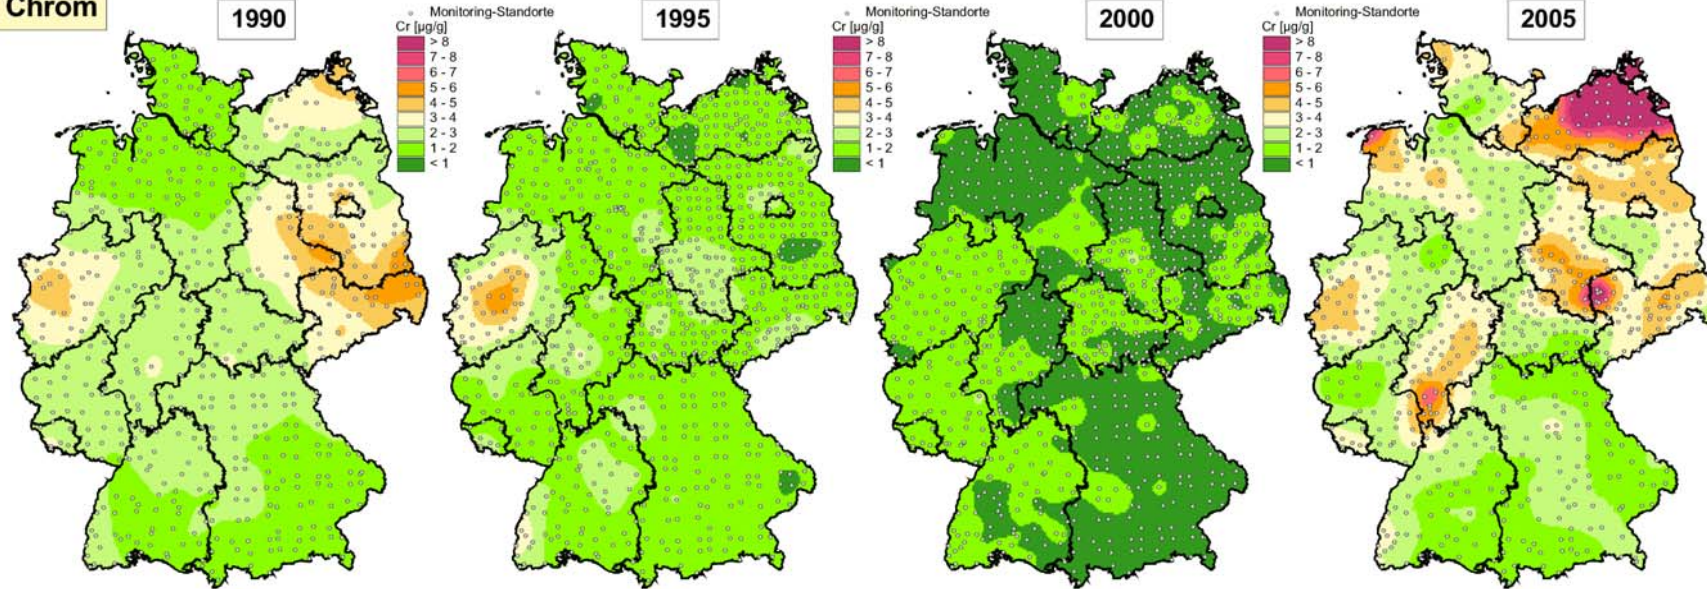 Chrom
1990
Monitoring-Standorte
Cr [µg/g]
> 8
7 - 8
6 - 7
5 - 6
4 - 5
3 - 4
2 - 3
1 - 2
< 1
1995
Monitoring-Standorte
Cr [µg/g]
> 8
7 - 8
6 - 7
5 - 6
4 - 5
3 - 4
2 - 3
1 - 2
< 1
2000
Monitoring-Standorte
Cr [µg/g]
> 8
7 - 8
6 - 7
5 - 6
4 - 5
3 - 4
2 - 3
1 - 2
< 1
2005